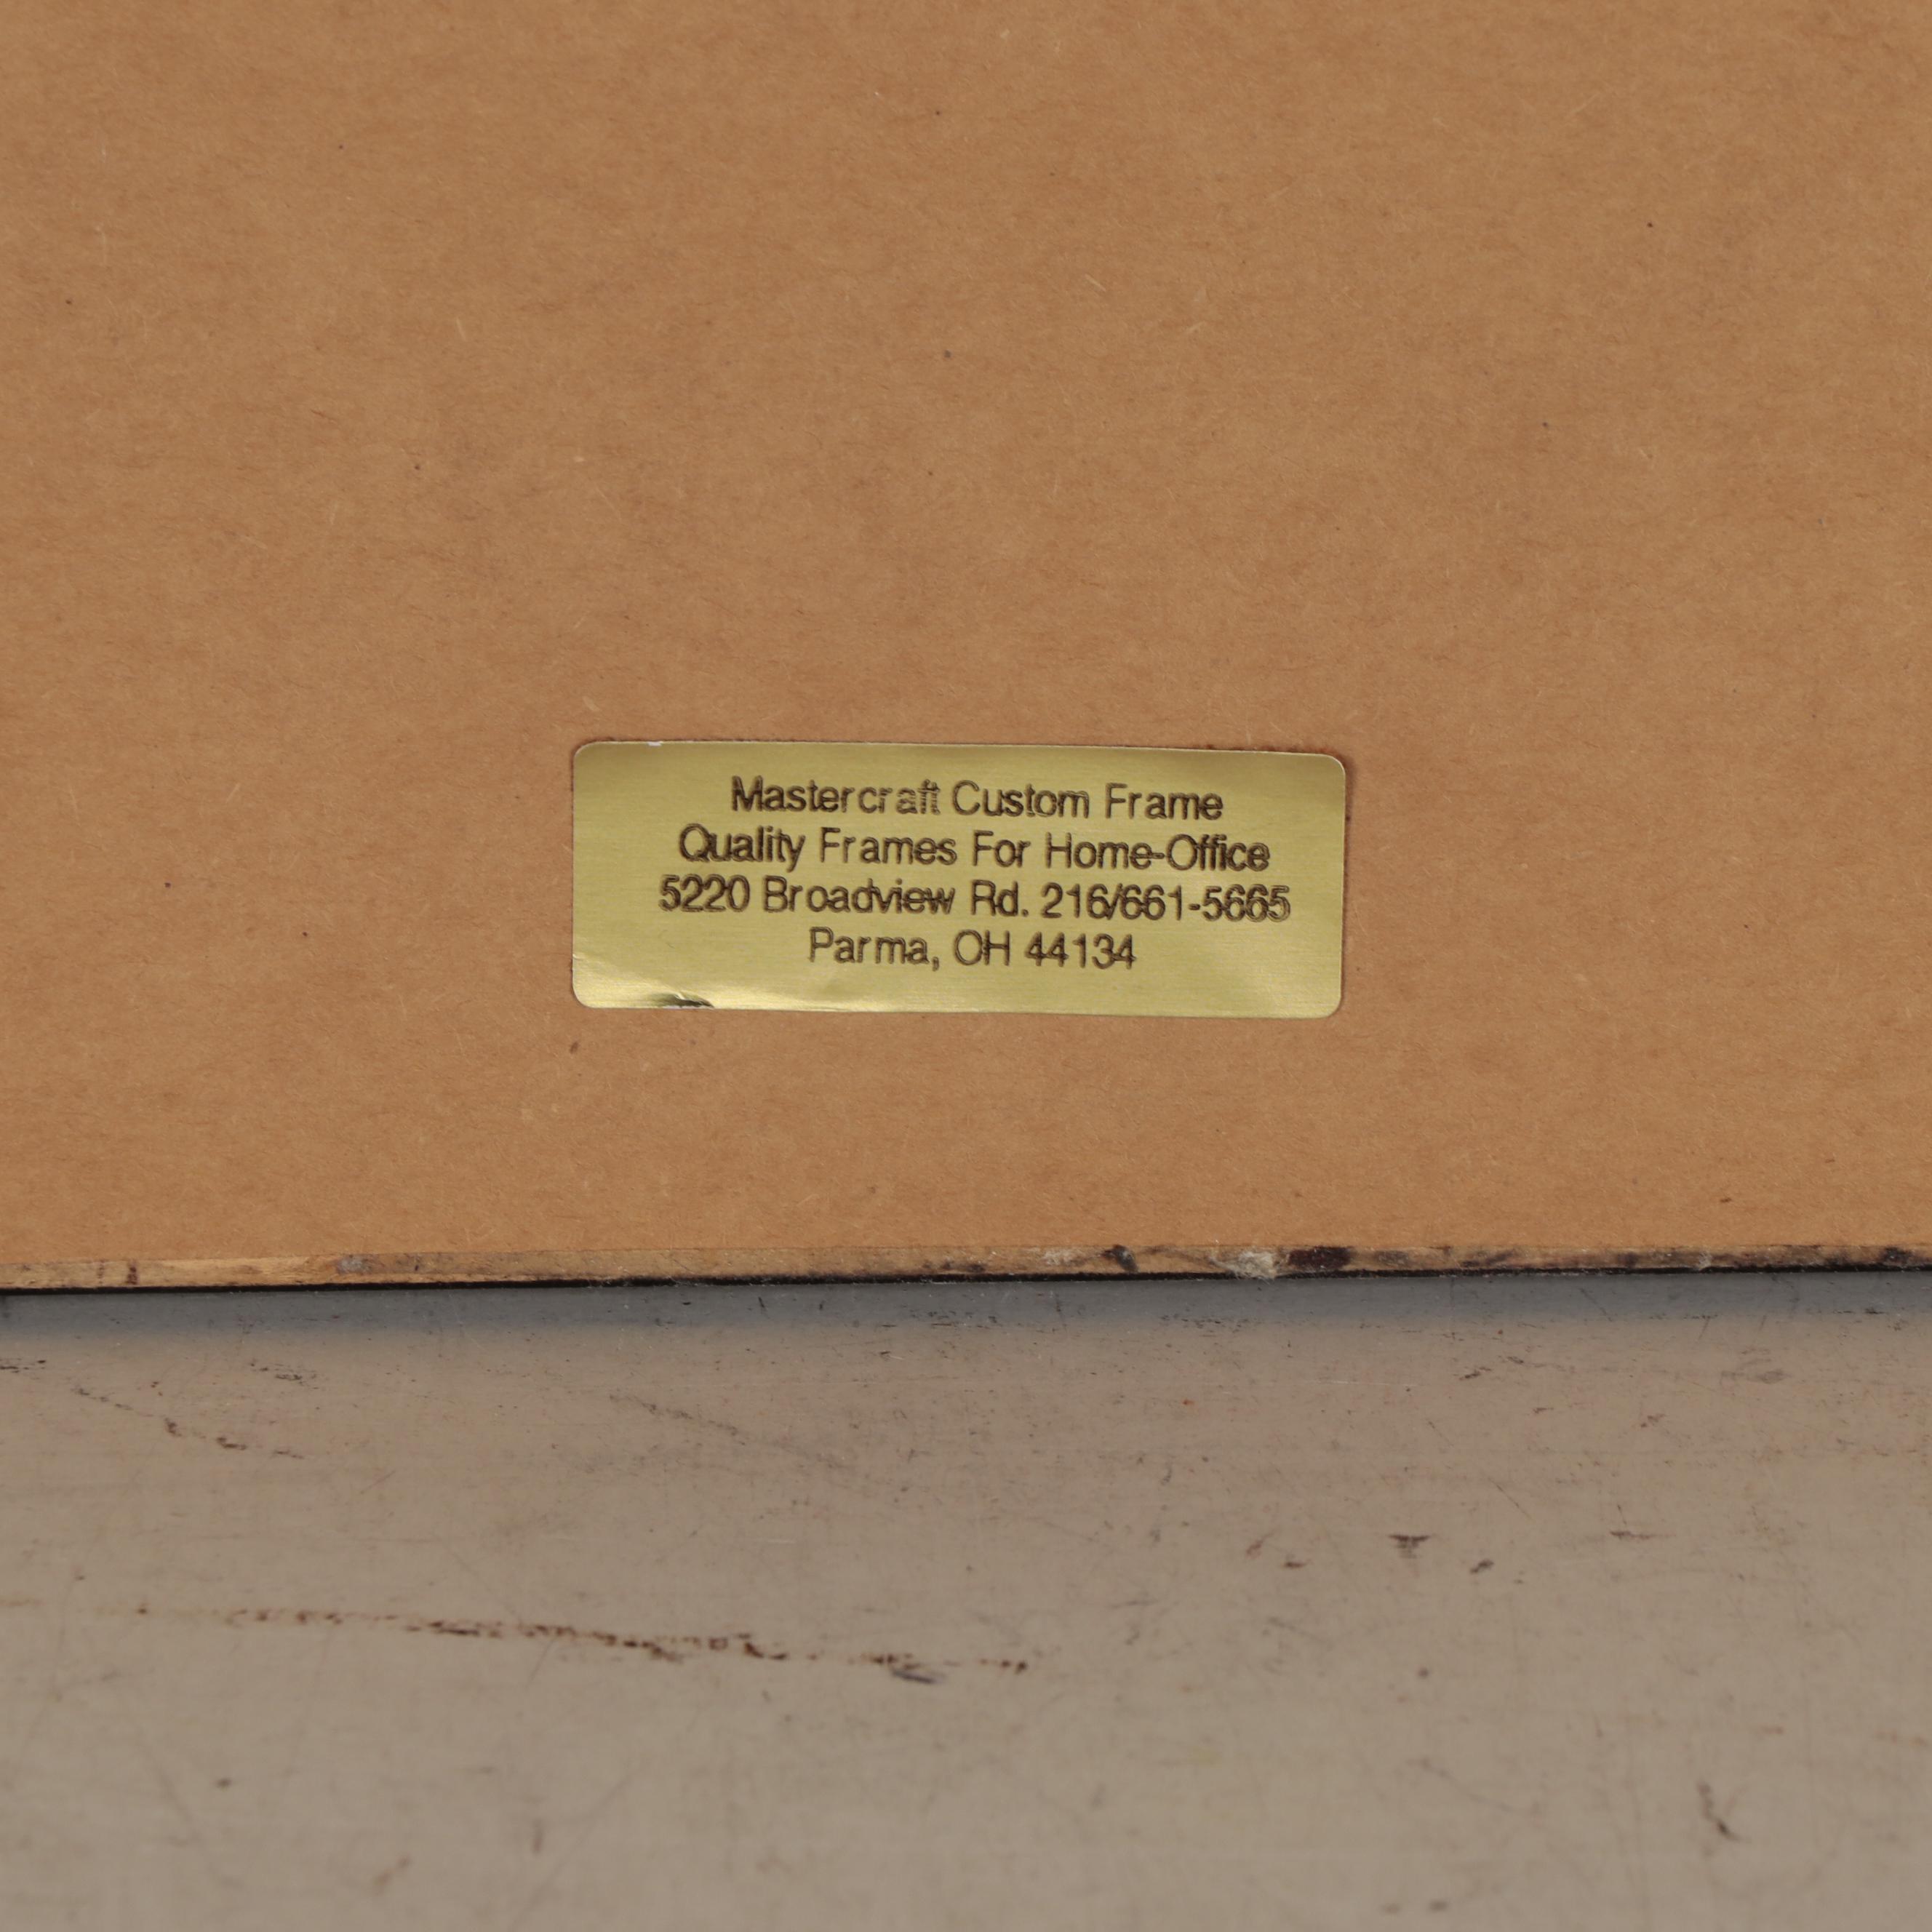 Mastercraft Custom Frame
Quality Frames For Home-Office
5220 Broadview Rd. 216/661-5665
Parma, OH 44134